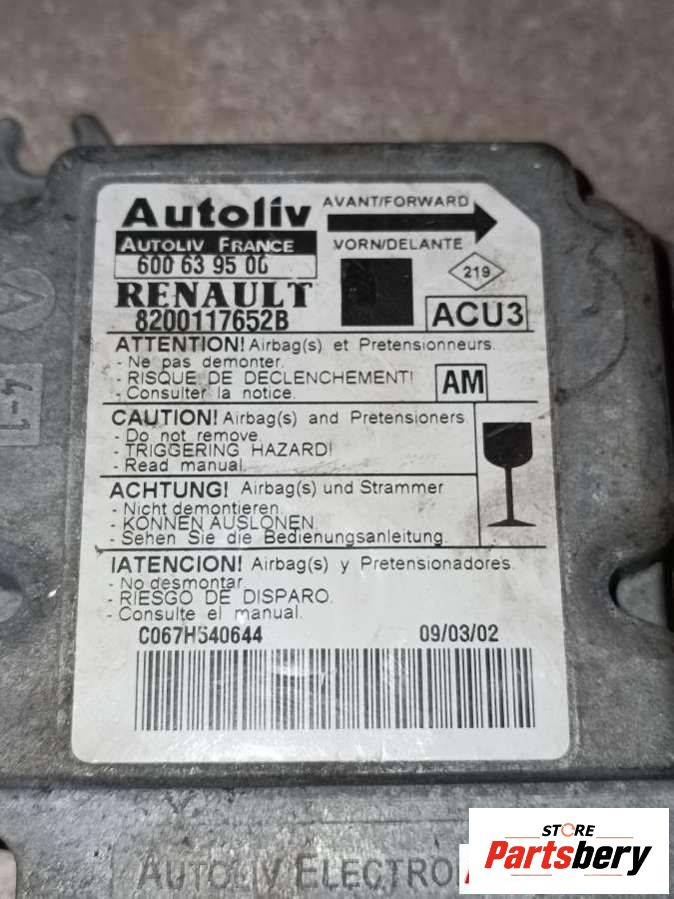 Autoliv
AVANT/FORWARD
AUTOLIV FRANCE
VORN/DELANTE
600 63 95 00
219
RENAULT
8200117652B
ACU3
ATTENTION! Airbag(s) et Pretensionneurs.
- Ne pas demonter.
- RISQUE DE DECLENCHEMENT!
- Consulter la notice.
AM
CAUTION! Airbag(s) and Pretensioners.
- Do not remove.
- TRIGGERING HAZARD!
- Read manual.
ACHTUNG! Airbag(s) und Strammer
- Nicht demontieren.
- KONNEN AUSLONEN.
- Sehen Sie die Bedienungsanleitung.
IATENCION! Airbag(s) y Pretensionadores.
- No desmontar
- RIESGO DE DISPARO.
- Consulte el manual.
C067H540644
09/03/02
4-1
AUTOLIV ELECTRO
STORE
Partsbery